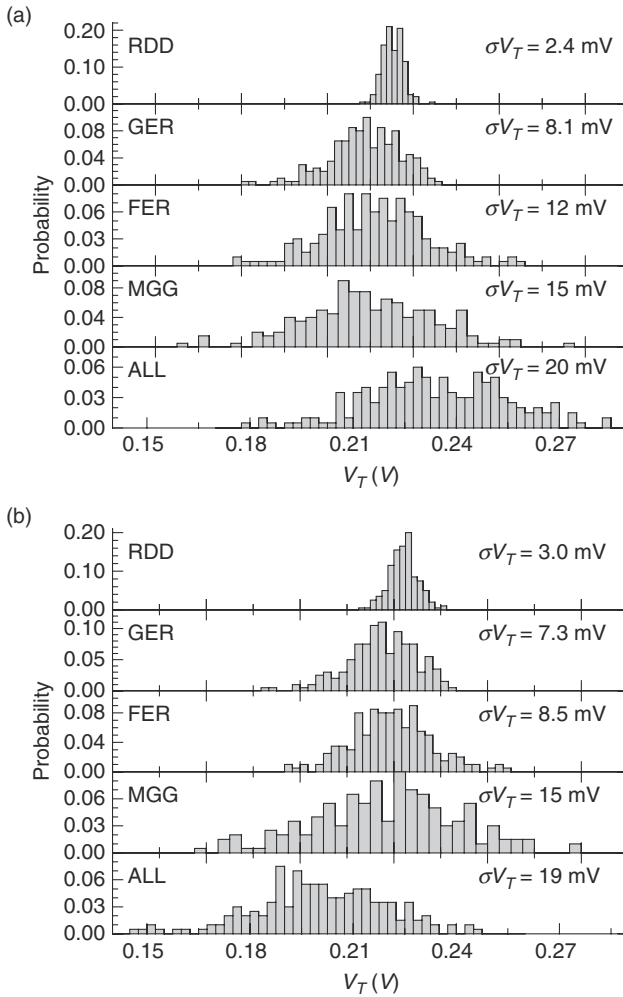 (a)
0.20
RDD
σV_T = 2.4 mV
0.10
0.00
GER
σV_T = 8.1 mV
0.08
0.04
0.00
FER
σV_T = 12 mV
0.06
0.03
0.00
MGG
σV_T = 15 mV
0.08
0.04
0.00
ALL
σV_T = 20 mV
0.06
0.03
0.00
Probability
0.15 0.18 0.21 0.24 0.27
V_T (V)
(b)
0.20
RDD
σV_T = 3.0 mV
0.10
0.00
GER
σV_T = 7.3 mV
0.10
0.05
0.00
FER
σV_T = 8.5 mV
0.08
0.04
0.00
MGG
σV_T = 15 mV
0.06
0.03
0.00
ALL
σV_T = 19 mV
0.09
0.06
0.03
0.00
Probability
0.15 0.18 0.21 0.24 0.27
V_T (V)